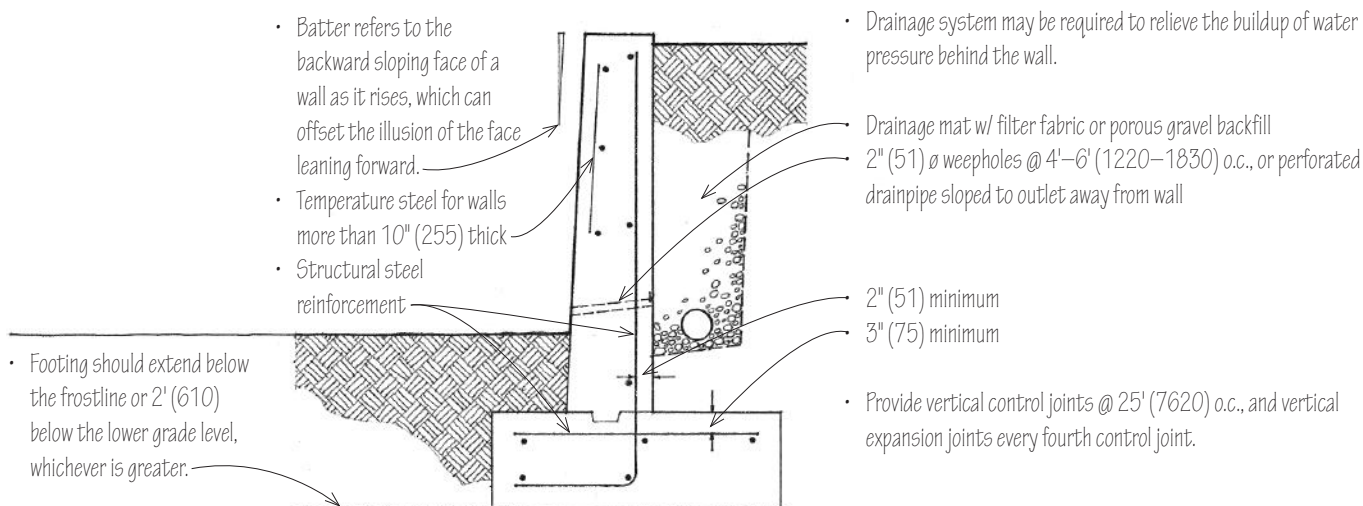 • Batter refers to the
backward sloping face of a
wall as it rises, which can
offset the illusion of the face
leaning forward.
• Temperature steel for walls
more than 10" (255) thick
• Structural steel
reinforcement
• Footing should extend below
the frostline or 2' (610)
below the lower grade level,
whichever is greater.
• Drainage system may be required to relieve the buildup of water
pressure behind the wall.
• Drainage mat w/ filter fabric or porous gravel backfill
• 2" (51) ø weepholes @ 4'–6' (1220–1830) o.c., or perforated
drainpipe sloped to outlet away from wall
• 2" (51) minimum
• 3" (75) minimum
• Provide vertical control joints @ 25' (7620) o.c., and vertical
expansion joints every fourth control joint.